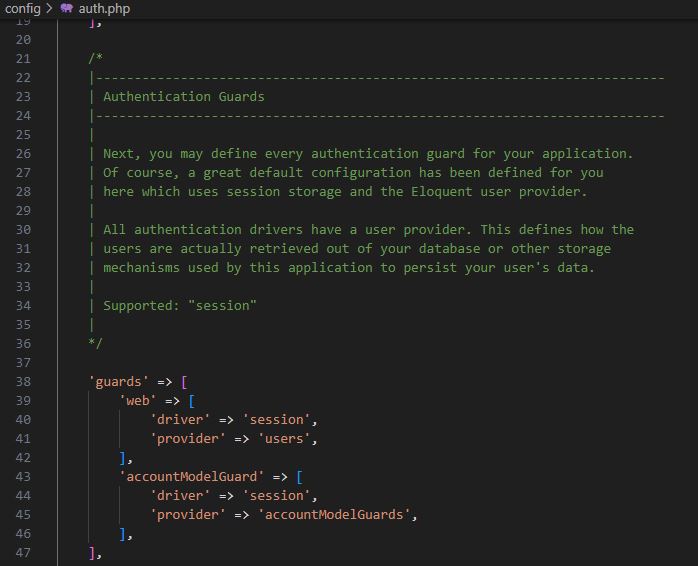 config > auth.php
19 ],
20
21 /*
22 |--------------------------------------------------------------------------
23 | Authentication Guards
24 |--------------------------------------------------------------------------
25 |
26 | Next, you may define every authentication guard for your application.
27 | Of course, a great default configuration has been defined for you
28 | here which uses session storage and the Eloquent user provider.
29 |
30 | All authentication drivers have a user provider. This defines how the
31 | users are actually retrieved out of your database or other storage
32 | mechanisms used by this application to persist your user's data.
33 |
34 | Supported: "session"
35 |
36 */
37
38 'guards' => [
39 'web' => [
40 'driver' => 'session',
41 'provider' => 'users',
42 ],
43 'accountModelGuard' => [
44 'driver' => 'session',
45 'provider' => 'accountModelGuards',
46 ],
47 ],